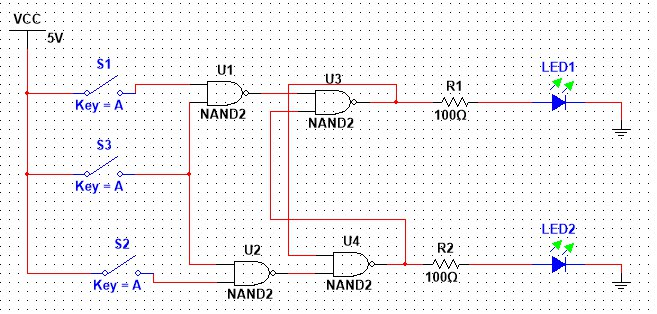 VCC
5V
S1
Key = A
U1
NAND2
U3
NAND2
R1
100Ω
LED1
S3
Key = A
S2
Key = A
U2
NAND2
U4
NAND2
R2
100Ω
LED2